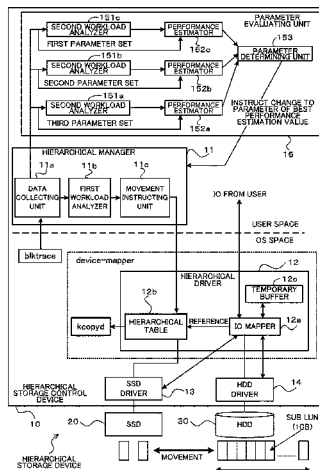 151c
SECOND WORKLOAD ANALYZER
PERFORMANCE ESTIMATOR
PARAMETER EVALUATING UNIT
FIRST PARAMETER SET
152c
153
151b
SECOND WORKLOAD ANALYZER
PERFORMANCE ESTIMATOR
PARAMETER DETERMINING UNIT
SECOND PARAMETER SET
152b
151a
SECOND WORKLOAD ANALYZER
PERFORMANCE ESTIMATOR
INSTRUCT CHANGE TO PARAMETER OF BEST PERFORMANCE ESTIMATION VALUE
THIRD PARAMETER SET
152a
15
HIERARCHICAL MANAGER
11
11a
11b
11c
DATA COLLECTING UNIT
FIRST WORKLOAD ANALYZER
MOVEMENT INSTRUCTING UNIT
IO FROM USER
USER SPACE
OS SPACE
blktrace
device-mapper
12
HIERARCHICAL DRIVER
12c
TEMPORARY BUFFER
12b
12a
kcopyd
HIERARCHICAL TABLE
REFERENCE
IO MAPPER
HIERARCHICAL STORAGE CONTROL DEVICE
SSD DRIVER
HDD DRIVER
13
14
10
20
SSD
30
HDD
SUB LUN
(1GB)
HIERARCHICAL STORAGE DEVICE
MOVEMENT